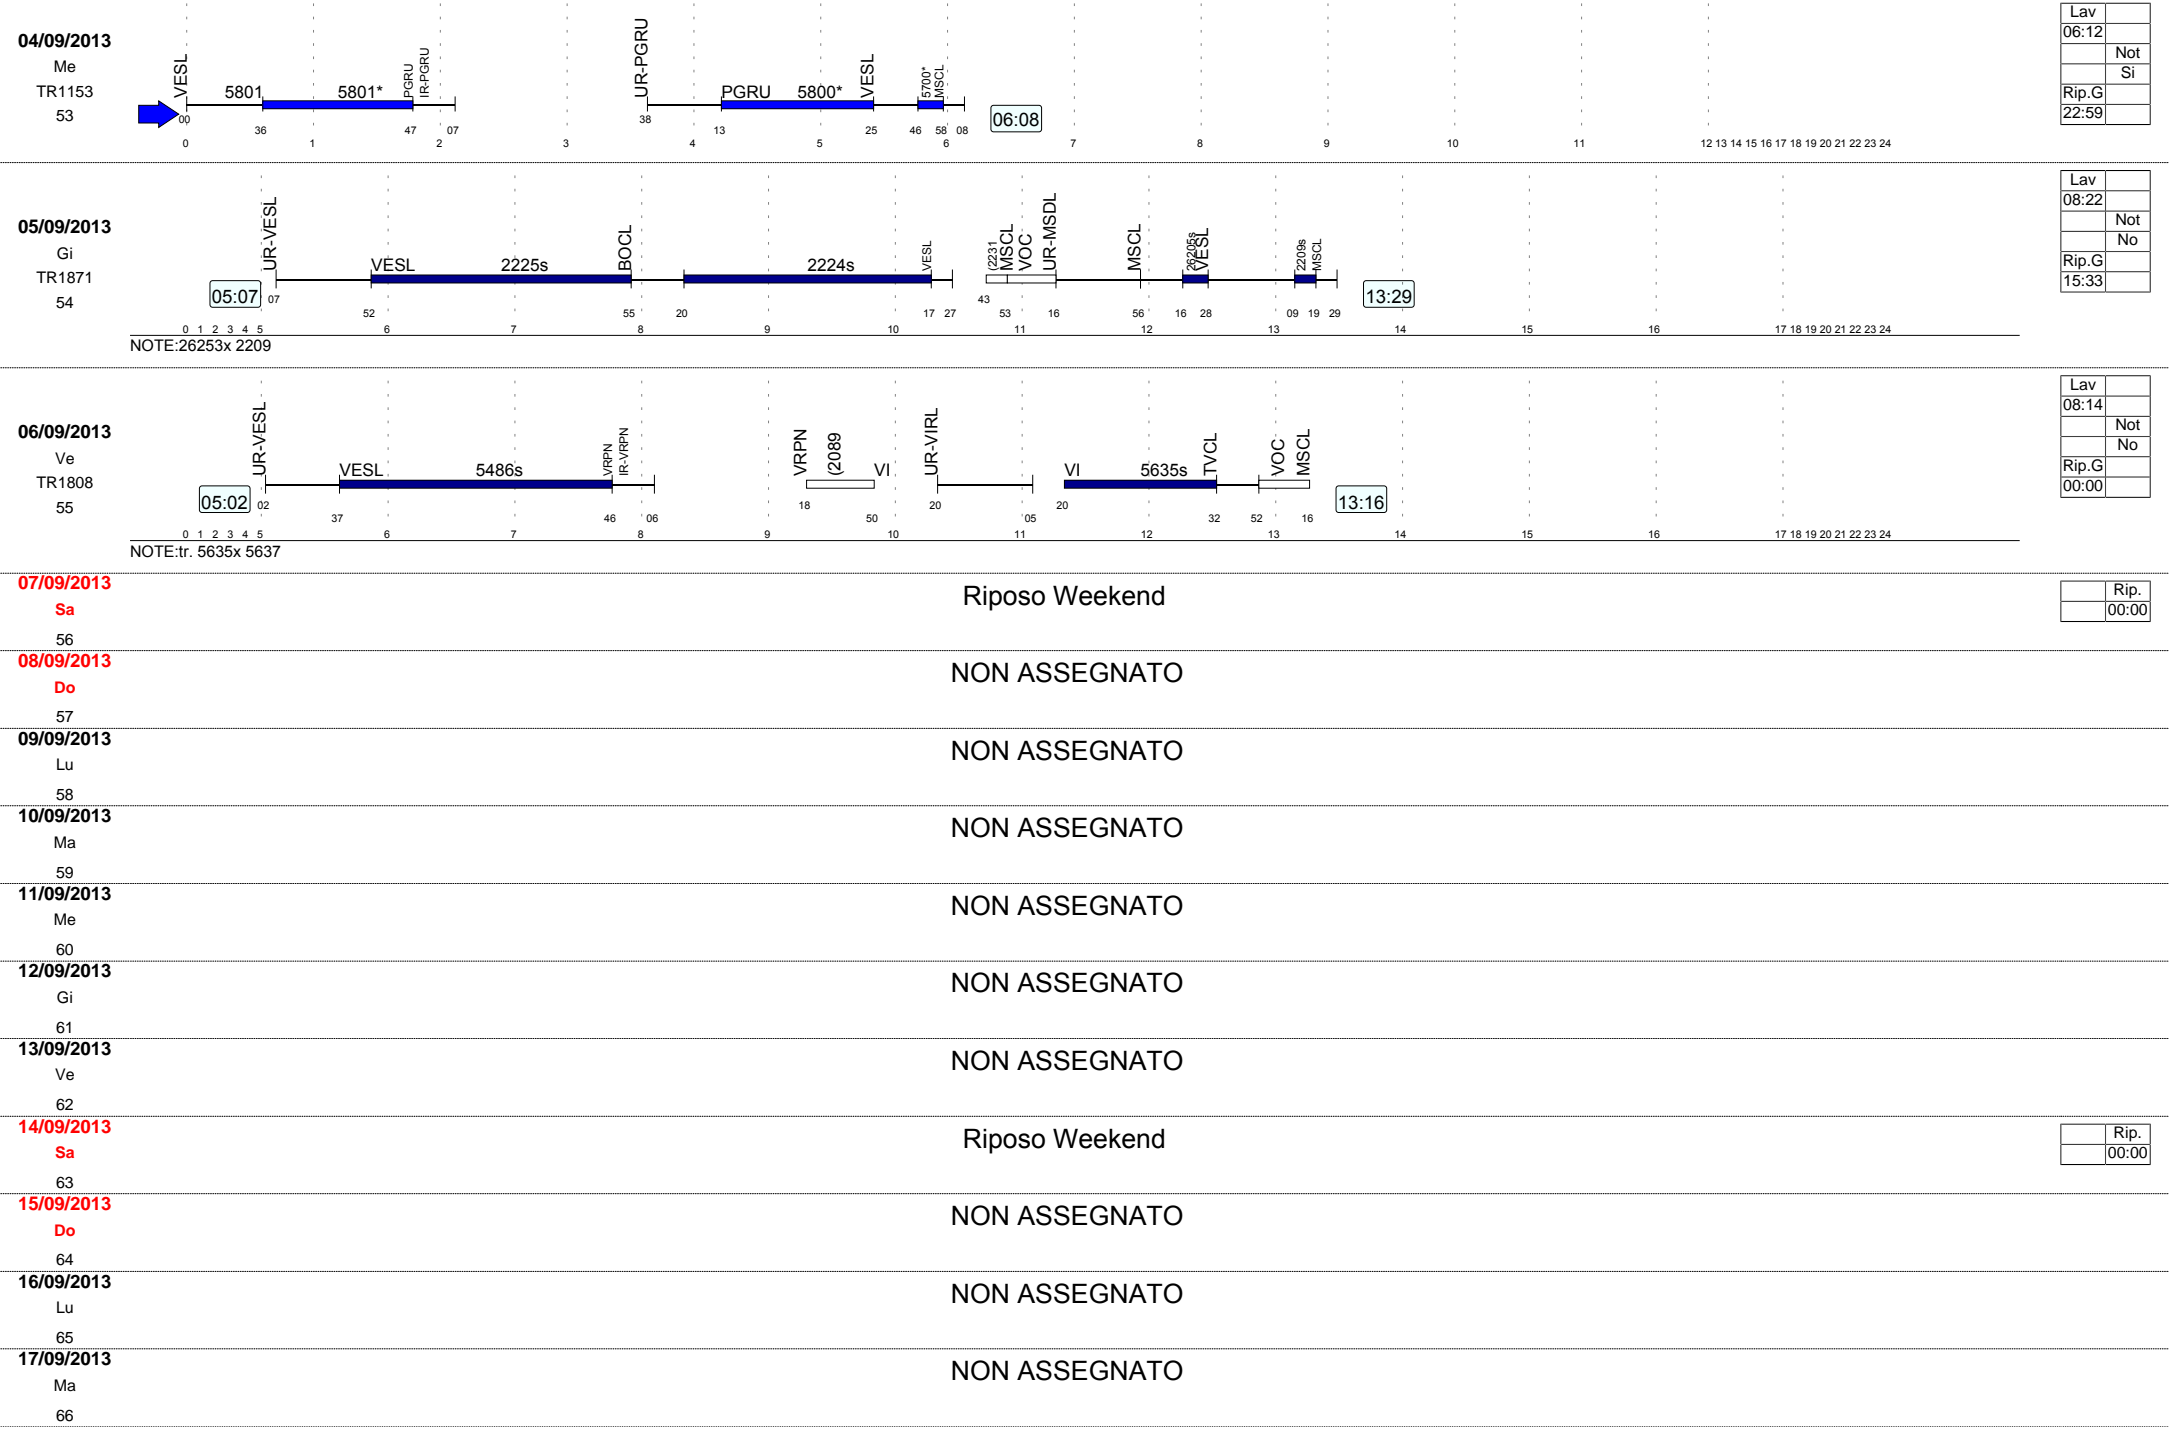 04/09/2013
Me
TR1153
53
VESL 5801 5801* PGRU IR-PGRU UR-PGRU PGRU 5800* VESL 5700* MSCL
00 36 47 07 38 13 25 46 58 08
06:08
0 1 2 3 4 5 6 7 8 9 10 11 12 13 14 15 16 17 18 19 20 21 22 23 24
Lav
06:12
Not
Si
Rip.G
22:59
05/09/2013
Gi
TR1871
54
05:07
UR-VESL VESL 2225s BOCL 2224s VESL (2231 MSCL VOC UR-MSDL MSCL 26205s VESL 2209s MSCL
07 52 55 20 17 27 43 53 16 56 16 28 09 19 29
13:29
0 1 2 3 4 5 6 7 8 9 10 11 12 13 14 15 16 17 18 19 20 21 22 23 24
NOTE:26253x 2209
Lav
08:22
Not
No
Rip.G
15:33
06/09/2013
Ve
TR1808
55
05:02
UR-VESL VESL 5486s VRPN IR-VRPN VRPN (2089 VI UR-VIRL VI 5635s TVCL VOC MSCL
02 37 46 06 18 50 20 05 20 32 52 16
13:16
0 1 2 3 4 5 6 7 8 9 10 11 12 13 14 15 16 17 18 19 20 21 22 23 24
NOTE:tr. 5635x 5637
Lav
08:14
Not
No
Rip.G
00:00
07/09/2013
Sa
56
Riposo Weekend
Rip.
00:00
08/09/2013
Do
57
NON ASSEGNATO
09/09/2013
Lu
58
NON ASSEGNATO
10/09/2013
Ma
59
NON ASSEGNATO
11/09/2013
Me
60
NON ASSEGNATO
12/09/2013
Gi
61
NON ASSEGNATO
13/09/2013
Ve
62
NON ASSEGNATO
14/09/2013
Sa
63
Riposo Weekend
Rip.
00:00
15/09/2013
Do
64
NON ASSEGNATO
16/09/2013
Lu
65
NON ASSEGNATO
17/09/2013
Ma
66
NON ASSEGNATO